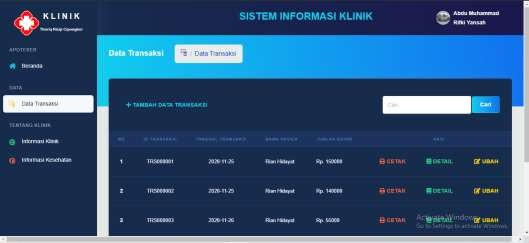 KLINIK
SISTEM INFORMASI KLINIK
Abdu Muhammad
Rifki Yansah
APOTEKER
Beranda
Data Transaksi
/ Data Transaksi
DATA
Data Transaksi
+ TAMBAH DATA TRANSAKSI
Cari
Cari
TENTANG KLINIK
Informasi Klinik
Informasi Kesehatan
NO ID TRANSAKSI TANGGAL TRANSAKSI NAMA PASIEN JUMLAH BAYAR AKSI
1 TRS000001 2020-11-25 Rian Hidayat Rp. 150000 CETAK DETAIL UBAH
2 TRS000002 2020-11-25 Rian Hidayat Rp. 140000 CETAK DETAIL UBAH
3 TRS000003 2020-11-26 Rian Hidayat Rp. 55000 CETAK DETAIL UBAH
Activate Windows
Go to Settings to activate Windows.